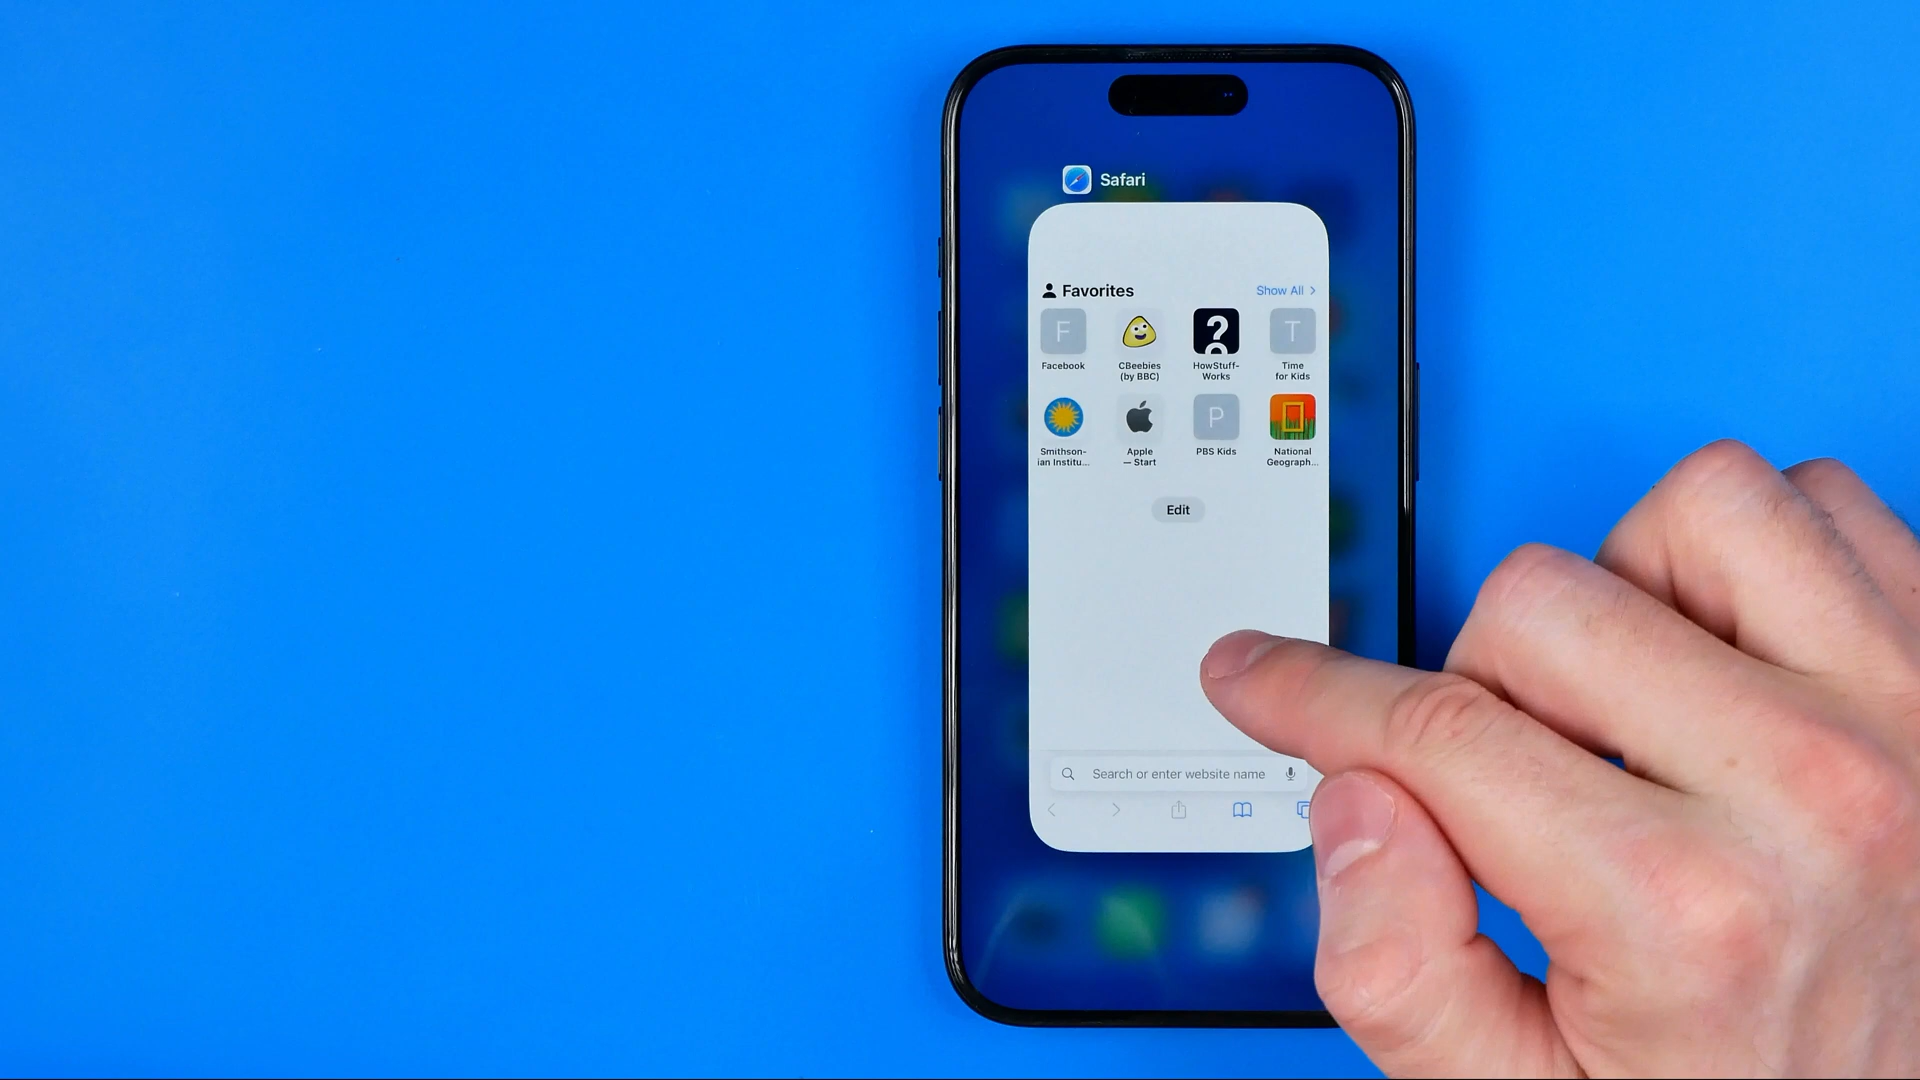 Safari
Favorites
Show All >
F
T
Facebook
CBeebies
(by BBC)
HowStuff-
Works
Time
for Kids
P
Smithson-
ian Institu...
Apple
— Start
PBS Kids
National
Geograph...
Edit
Search or enter website name